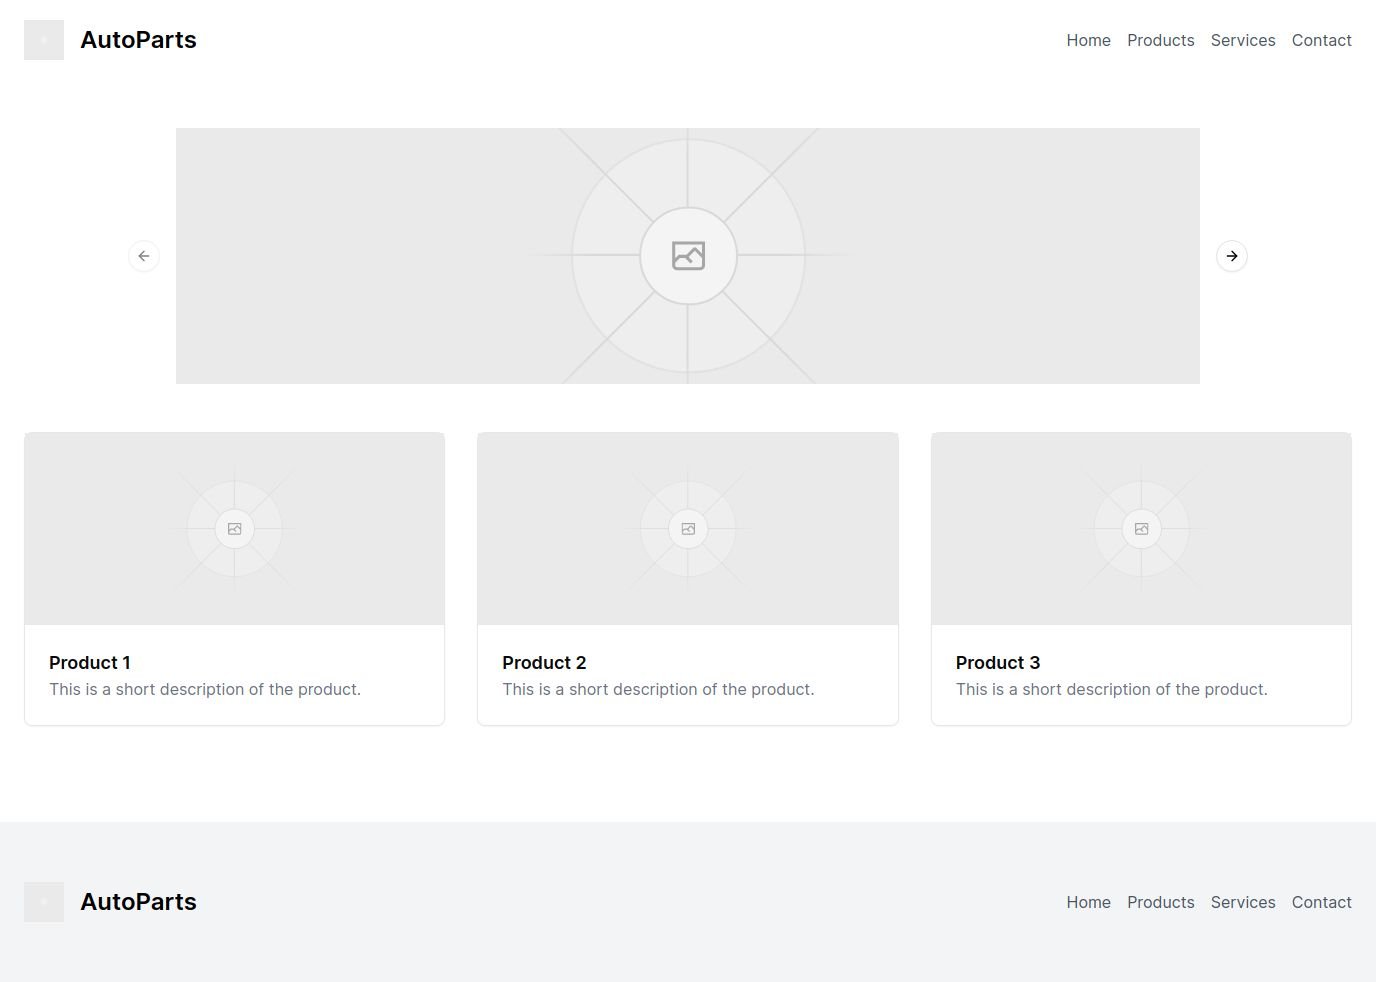 AutoParts
Home Products Services Contact
Product 1
This is a short description of the product.
Product 2
This is a short description of the product.
Product 3
This is a short description of the product.
AutoParts
Home Products Services Contact